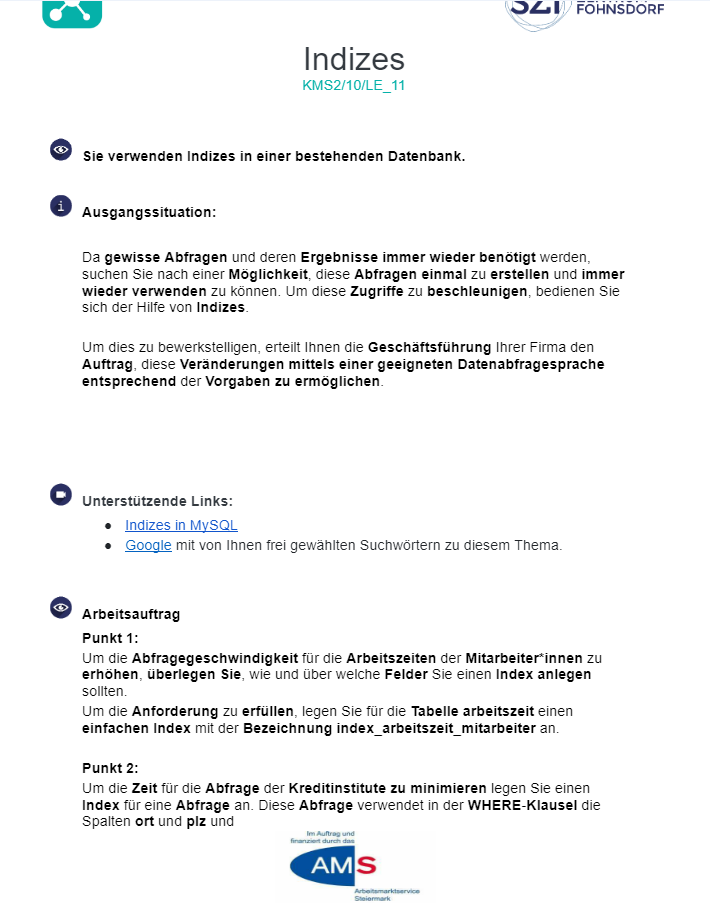 FOHNSDORF
Indizes
KMS2/10/LE_11
Sie verwenden Indizes in einer bestehenden Datenbank.
i
Ausgangssituation:
Da gewisse Abfragen und deren Ergebnisse immer wieder benötigt werden,
suchen Sie nach einer Möglichkeit, diese Abfragen einmal zu erstellen und immer
wieder verwenden zu können. Um diese Zugriffe zu beschleunigen, bedienen Sie
sich der Hilfe von Indizes.
Um dies zu bewerkstelligen, erteilt Ihnen die Geschäftsführung Ihrer Firma den
Auftrag, diese Veränderungen mittels einer geeigneten Datenabfragesprache
entsprechend der Vorgaben zu ermöglichen.
Unterstützende Links:
● Indizes in MySQL
● Google mit von Ihnen frei gewählten Suchwörtern zu diesem Thema.
Arbeitsauftrag
Punkt 1:
Um die Abfragegeschwindigkeit für die Arbeitszeiten der Mitarbeiter*innen zu
erhöhen, überlegen Sie, wie und über welche Felder Sie einen Index anlegen
sollten.
Um die Anforderung zu erfüllen, legen Sie für die Tabelle arbeitszeit einen
einfachen Index mit der Bezeichnung index_arbeitszeit_mitarbeiter an.
Punkt 2:
Um die Zeit für die Abfrage der Kreditinstitute zu minimieren legen Sie einen
Index für eine Abfrage an. Diese Abfrage verwendet in der WHERE-Klausel die
Spalten ort und plz und
Im Auftrag und
finanziert durch das
AMS
Arbeitsmarktservice
Steiermark